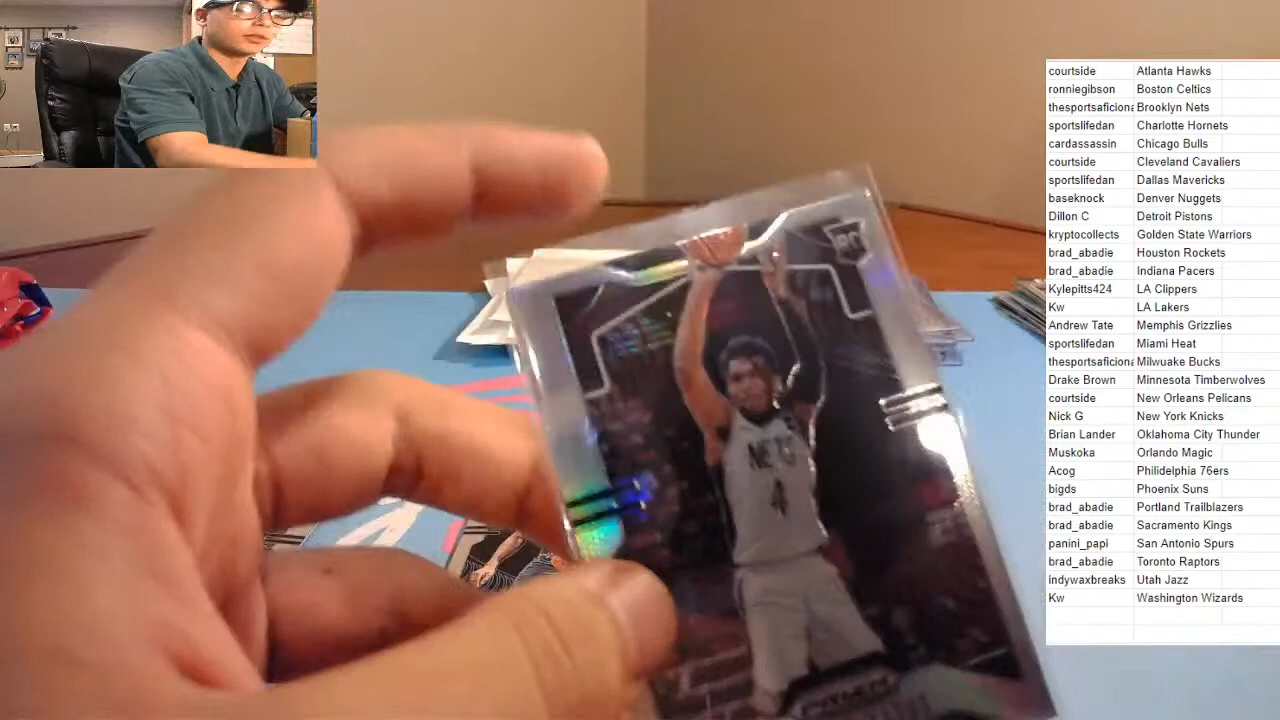 courtside Atlanta Hawks
ronniegibson Boston Celtics
thesportsaficiona Brooklyn Nets
sportslifedan Charlotte Hornets
cardassassin Chicago Bulls
courtside Cleveland Cavaliers
sportslifedan Dallas Mavericks
baseknock Denver Nuggets
Dillon C Detroit Pistons
kryptocollects Golden State Warriors
brad_abadie Houston Rockets
brad_abadie Indiana Pacers
Kylepitts424 LA Clippers
Kw LA Lakers
Andrew Tate Memphis Grizzlies
sportslifedan Miami Heat
thesportsaficiona Milwuake Bucks
Drake Brown Minnesota Timberwolves
courtside New Orleans Pelicans
Nick G New York Knicks
Brian Lander Oklahoma City Thunder
Muskoka Orlando Magic
Acog Philidelphia 76ers
bigds Phoenix Suns
brad_abadie Portland Trailblazers
brad_abadie Sacramento Kings
panini_papi San Antonio Spurs
brad_abadie Toronto Raptors
indywaxbreaks Utah Jazz
Kw Washington Wizards
RC
NETS
4
PRIZM